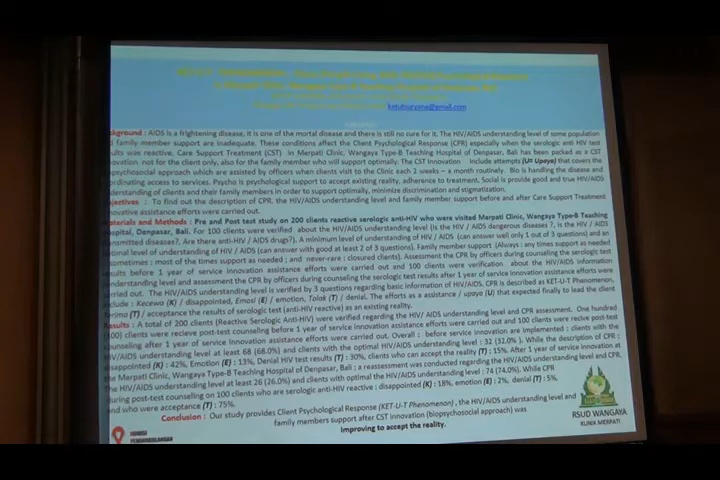 ketutsuryana@gmail.com
kground : AIDS is a frightening disease, it is one of the mortal disease and there is still no cure for it. The HIV/AIDS understanding level of some population
d family member support are inadequate. These conditions affect the Client Psychological Response (CPR) especially when the serologic anti HIV test
ults was reactive. Care Support Treatment (CST) in Merpati Clinic, Wangaya Type-B Teaching Hospital of Denpasar, Bali has been packed as a CST
novation not for the client only, also for the family member who will support optimally. The CST Innovation Include attempts (U= Upaya) that covers the
opsychosocial approach which are assisted by officers when clients visit to the Clinic each 2 weeks – a month routinely. Bio is handling the disease and
ordinating access to services. Psycho is psychological support to accept existing reality, adherence to treatment, Social is provide good and true HIV/AIDS
derstanding of clients and their family members in order to support optimally, minimize discrimination and stigmatization.
jectives : To find out the description of CPR, the HIV/AIDS understanding level and family member support before and after Care Support Treatment
novative assistance efforts were carried out.
aterials and Methods : Pre and Post test study on 200 clients reactive serologic anti-HIV who were visited Merpati Clinic, Wangaya Type-B Teaching
spital, Denpasar, Bali. For 100 clients were verified about the HIV/AIDS understanding level (is the HIV / AIDS dangerous diseases ?, is the HIV / AIDS
nsmitted diseases?, Are there anti-HIV / AIDS drugs?). A minimum level of understanding of HIV / AIDS (can answer well only 1 out of 3 questions) and an
timal level of understanding of HIV / AIDS (can answer with good at least 2 of 3 questions). Family member support (Always : any times support as needed
ometimes : most of the times support as needed ; and never-rare : closured clients). Assessment the CPR by officers during counseling the serologic test
sults before 1 year of service innovation assistance efforts were carried out and 100 clients were verification about the HIV/AIDS information
nderstanding level and assessment the CPR by officers during counseling the serologic test results after 1 year of service innovation assistance efforts were
carried out. The HIV/AIDS understanding level is verified by 3 questions regarding basic information of HIV/AIDS. CPR is described as KET-U-T Phenomenon,
include : Kecewa (K) / disappointed, Emosi (E) / emotion, Tolak (T) / denial. The efforts as a assistance / upaya (U) that expected finally to lead the client
Terima (T) / acceptance the results of serologic test (anti-HIV reactive) as an existing reality.
Results : A total of 200 clients (Reactive Serologic Anti-HIV) were verified regarding the HIV/AIDS understanding level and CPR assessment. One hundred
(100) clients were recieve post-test counseling before 1 year of service innovation assistance efforts were carried out and 100 clients were recive post-test
counseling after 1 year of service innovation assistance efforts were carried out. Overall : before service innovation are implemented : clients with the
HIV/AIDS understanding level at least 68 (68.0%) and clients with the optimal HIV/AIDS understanding level : 32 (32,0% ). While the description of CPR :
disappointed (K) : 42%, Emotion (E) : 13%, Denial HIV test results (T) : 30%, clients who can accept the reality (T) : 15%. After 1 year of service innovation at
the Marpati Clinic, Wangaya Type-B Teaching Hospital of Denpasar, Bali : a reassessment was conducted regarding the HIV/AIDS understanding level and CPR.
The HIV/AIDS understanding level at least 26 (26.0%) and clients with the optimal HIV/AIDS understanding level : 74 (74.0%). While CPR
during post-test counseling on 100 clients who are serologic anti-HIV reactive : disappointed (K) : 18%, emotion (E) : 2%, denial (T) : 5%.
and who were acceptance (T) : 75%.
Conclusion : Our study provides Client Psychological Response (KET-U-T Phenomenon) , the HIV/AIDS understanding level and
family members support after CST innovation (biopsychosocial approach) was
Improving to accept the reality.
RSUD WANGAYA
KLINIK MERPATI